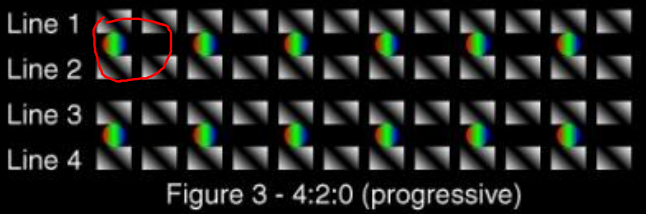 Line 1
Line 2
Line 3
Line 4
Figure 3 - 4:2:0 (progressive)